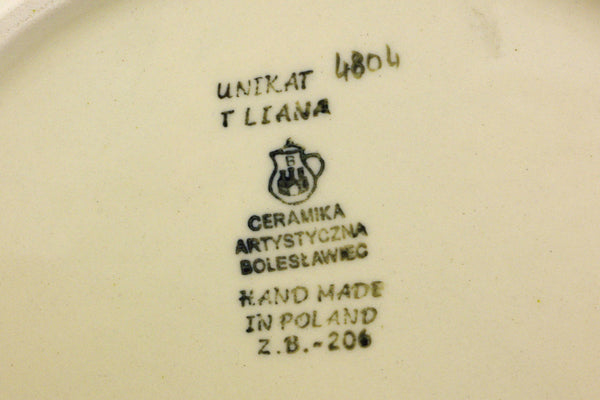 UNIKAT 4804
T LIANA
B
CERAMIKA
ARTYSTYCZNA
BOLESŁAWIEC
HAND MADE
IN POLAND
Z.B.-206